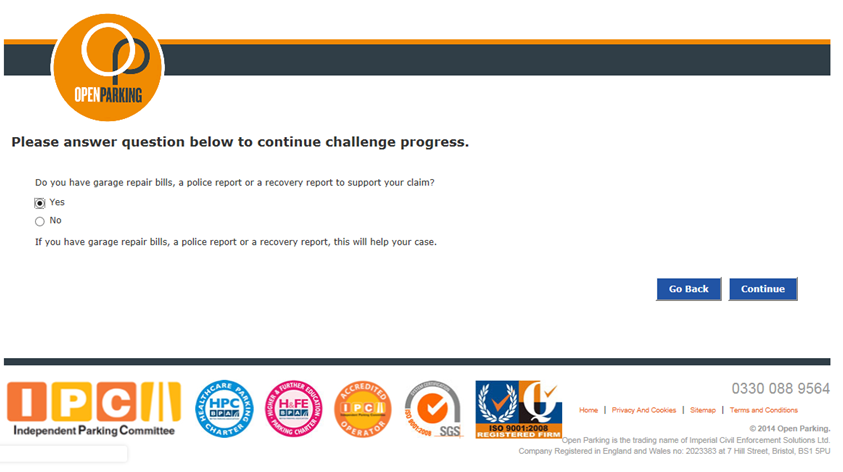 OPENPARKING
Please answer question below to continue challenge progress.
Do you have garage repair bills, a police report or a recovery report to support your claim?
Yes
No
If you have garage repair bills, a police report or a recovery report, this will help your case.
Go Back
Continue
IPC
Independent Parking Committee
HEALTHCARE PARKING
HPC
CHARTER
HIGHER & FURTHER EDUCATION
H&FE
PARKING CHARTER
ACCREDITED
IPC
OPERATOR
ISO 9001:2008
SGS
ISO 9001:2008
REGISTERED FIRM
0330 088 9564
Home | Privacy And Cookies | Sitemap | Terms and Conditions
© 2014 Open Parking.
Open Parking is the trading name of Imperial Civil Enforcement Solutions Ltd.
Company Registered in England and Wales no: 2023383 at 7 Hill Street, Bristol, BS1 5PU